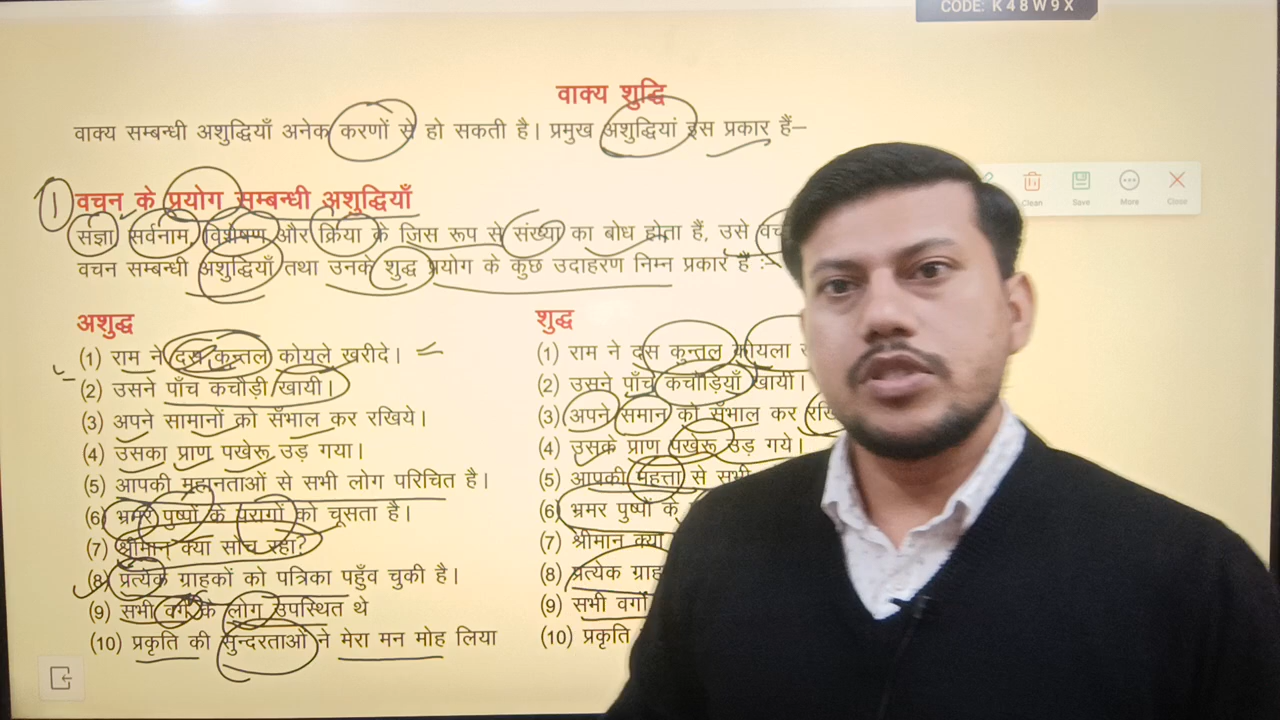 CODE: K48W9X
वाक्य शुद्धि
वाक्य सम्बन्धी अशुद्धियाँ अनेक करणों से हो सकती है। प्रमुख अशुद्धियां इस प्रकार हैं–
Clean Save More Close
1 वचन के प्रयोग सम्बन्धी अशुद्धियाँ
संज्ञा सर्वनाम, विशेषण और क्रिया के जिस रूप से संख्या का बोध होता हैं, उसे
वचन सम्बन्धी अशुद्धियाँ तथा उनके शुद्ध प्रयोग के कुछ उदाहरण निम्न प्रकार हैं :–
अशुद्ध
(1) राम ने दस कुन्तल कोयले खरीदे।
(2) उसने पाँच कचौड़ी खायी।
(3) अपने सामानों को सँभाल कर रखिये।
(4) उसका प्राण पखेरू उड़ गया।
(5) आपकी महानताओं से सभी लोग परिचित है।
(6) भ्रमर पुष्पों के परागों को चूसता है।
(7) श्रीमान् क्या सोच रहा?
(8) प्रत्येक ग्राहकों को पत्रिका पहुँव चुकी है।
(9) सभी वर्ग के लोग उपस्थित थे
(10) प्रकृति की सुन्दरताओं ने मेरा मन मोह लिया
शुद्ध
(1) राम ने दस कुन्तल कोयला
(2) उसने पाँच कचौड़ियाँ खायीं।
(3) अपने समान को सँभाल कर
(4) उसके प्राण पखेरू उड़ गये।
(5) आपकी महत्ता से सभी
(6) भ्रमर पुष्पों के
(7) श्रीमान क्या
(8) प्रत्येक
(9) सभी वर्गों
(10) प्रकृति